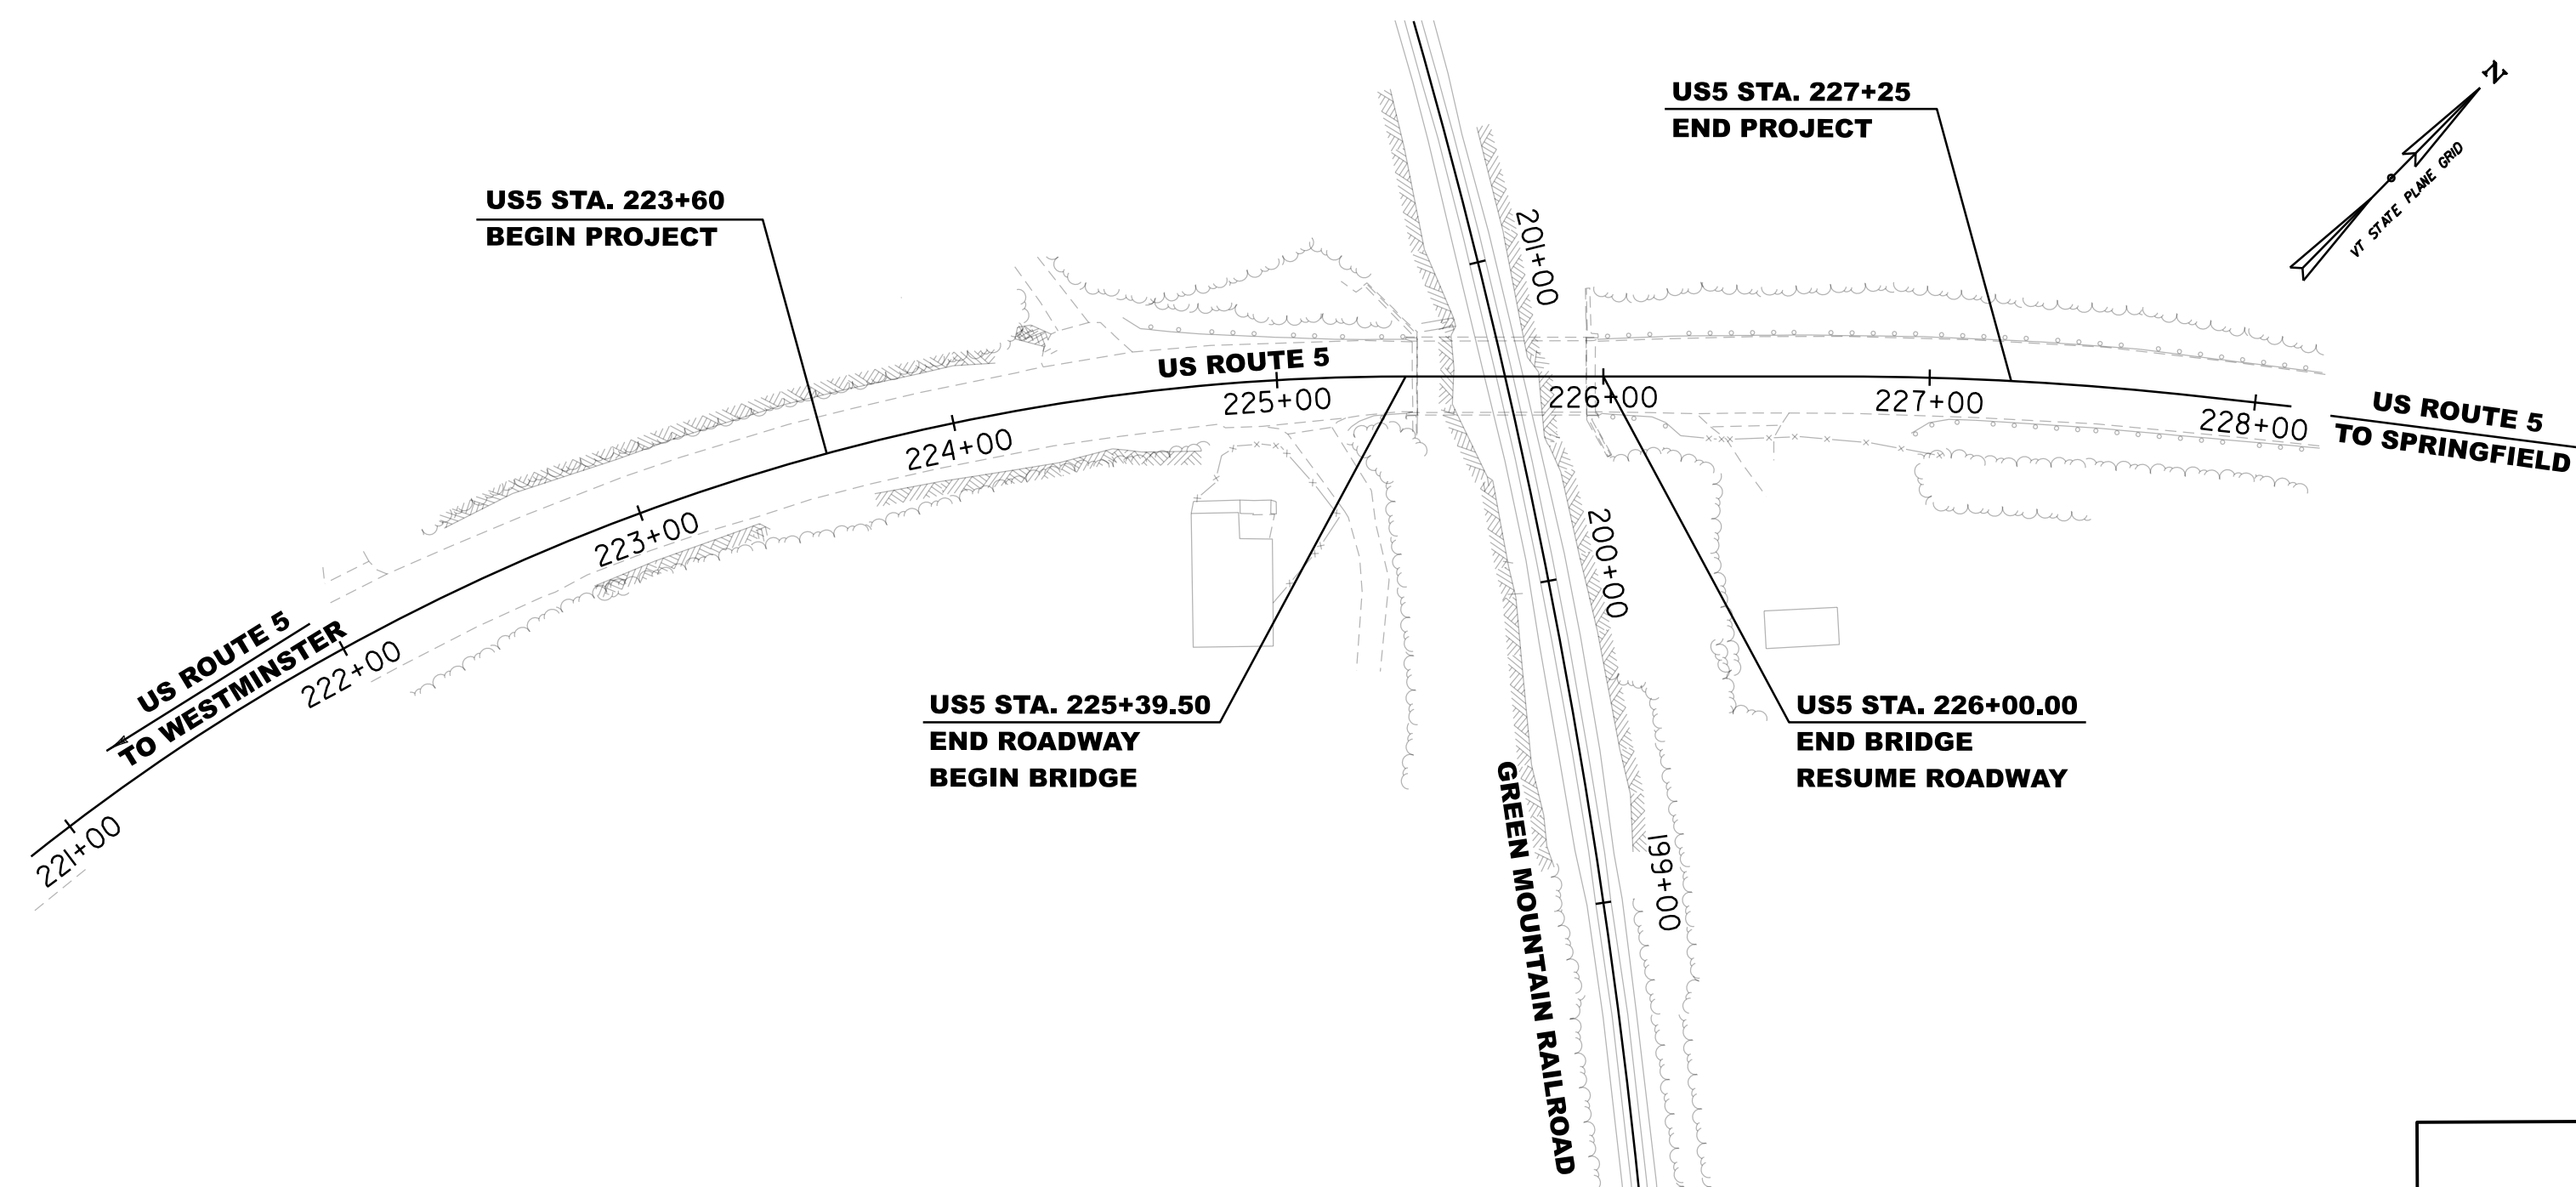 US5 STA. 227+25
END PROJECT
N
VT STATE PLANE GRID
US5 STA. 223+60
BEGIN PROJECT
201+00
US ROUTE 5
225+00
226+00
227+00
228+00
US ROUTE 5
TO SPRINGFIELD
224+00
223+00
200+00
222+00
US ROUTE 5
TO WESTMINSTER
221+00
US5 STA. 225+39.50
END ROADWAY
BEGIN BRIDGE
US5 STA. 226+00.00
END BRIDGE
RESUME ROADWAY
GREEN MOUNTAIN RAILROAD
199+00